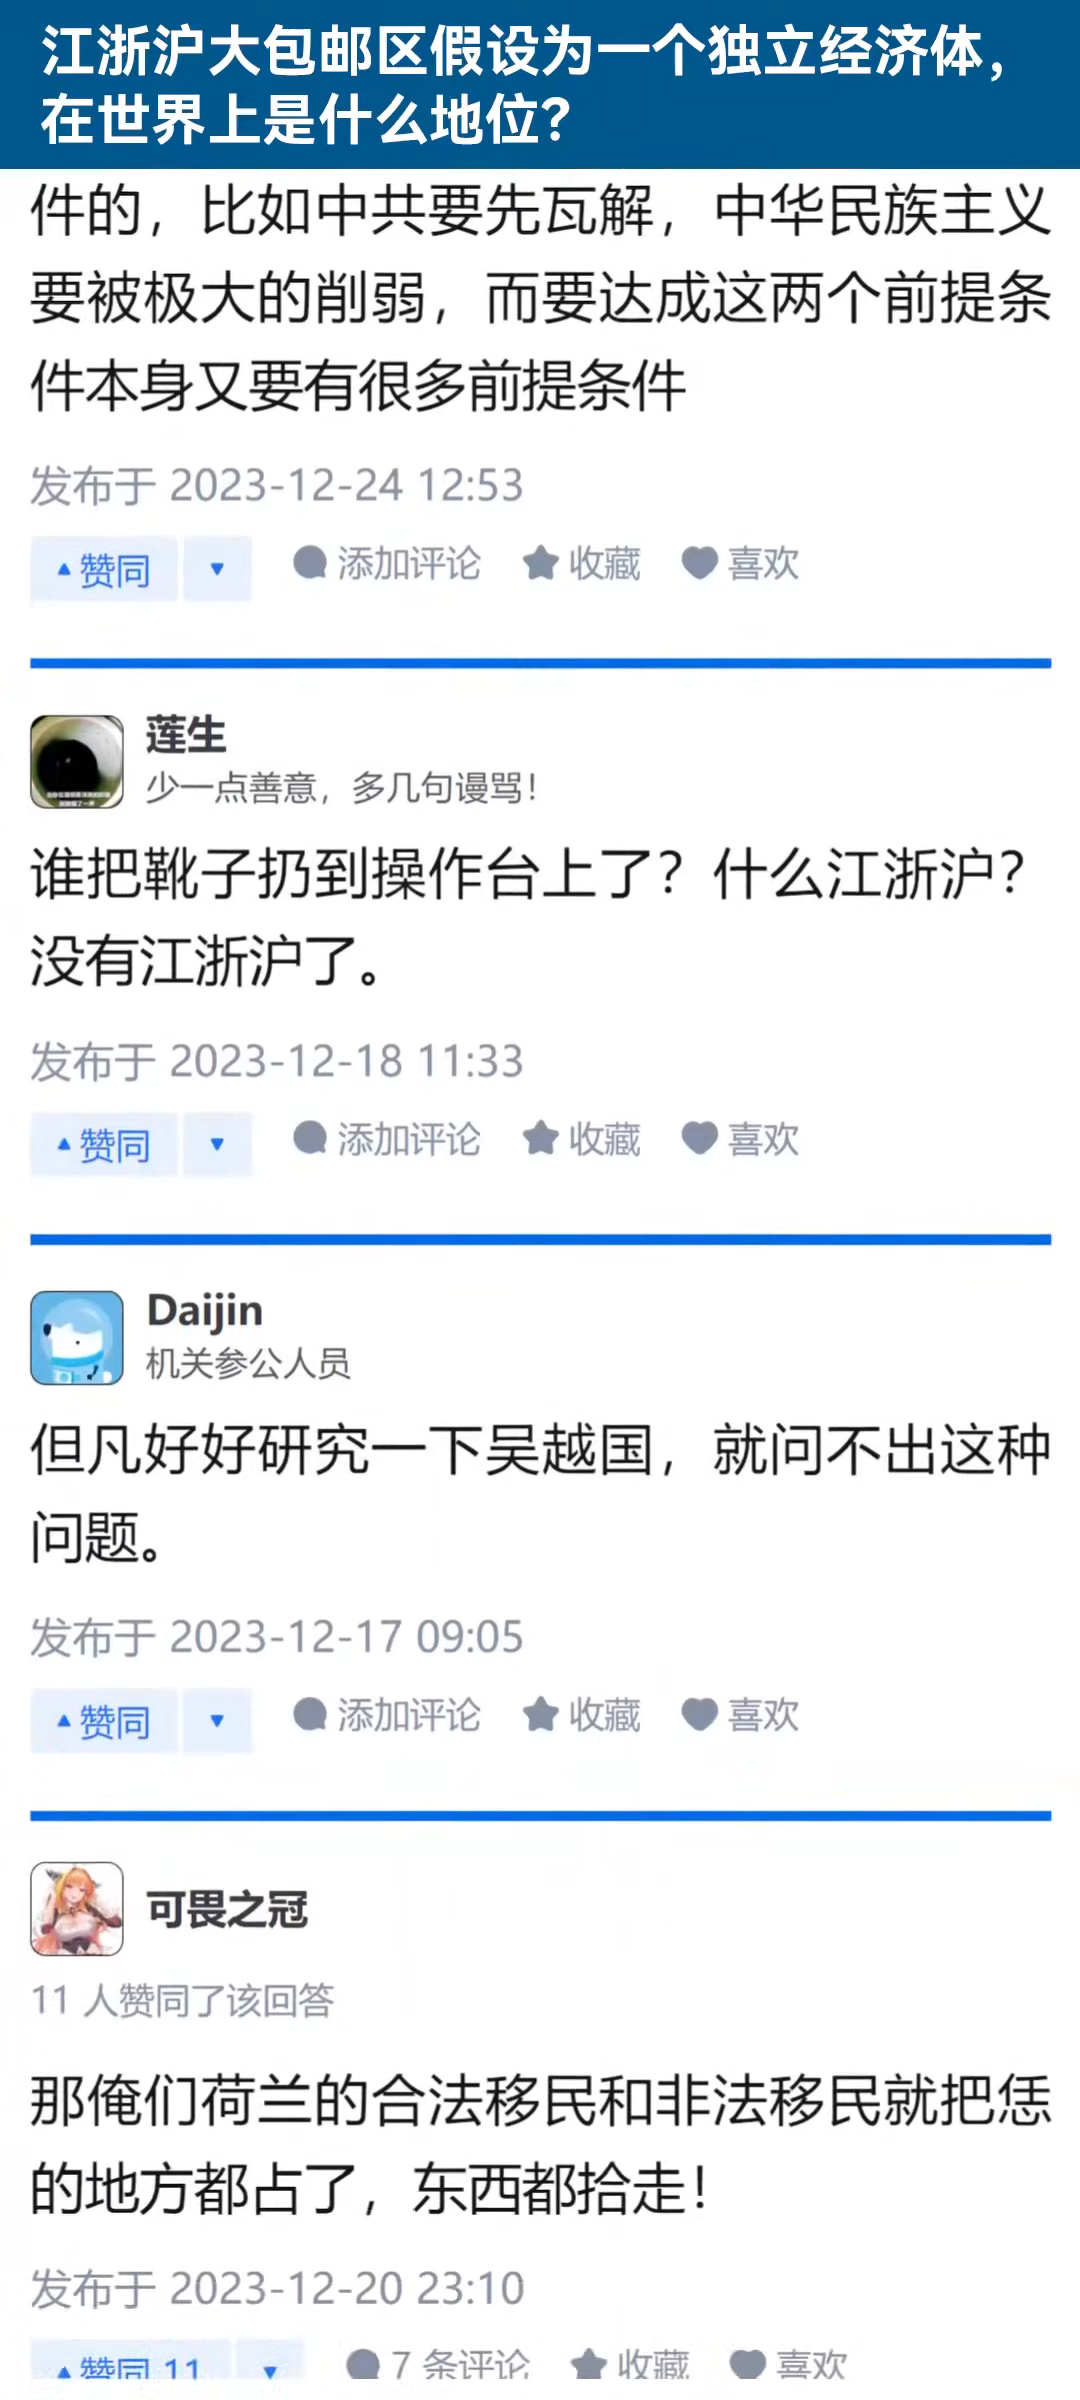 江浙沪大包邮区假设为一个独立经济体，
在世界上是什么地位？
件的，比如中共要先瓦解，中华民族主义
要被极大的削弱，而要达成这两个前提条
件本身又要有很多前提条件
发布于 2023-12-24 12:53
赞同 添加评论 收藏 喜欢
莲生
少一点善意，多几句谩骂！
谁把靴子扔到操作台上了？什么江浙沪？
没有江浙沪了。
发布于 2023-12-18 11:33
赞同 添加评论 收藏 喜欢
Daijin
机关参公人员
但凡好好研究一下吴越国，就问不出这种
问题。
发布于 2023-12-17 09:05
赞同 添加评论 收藏 喜欢
可畏之冠
11 人赞同了该回答
那俺们荷兰的合法移民和非法移民就把恁
的地方都占了，东西都拾走！
发布于 2023-12-20 23:10
赞同 11 7 条评论 收藏 喜欢